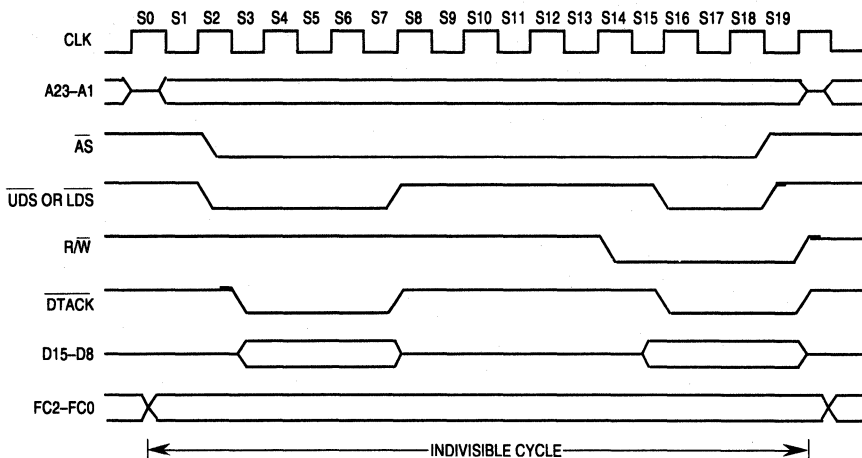 S0 S1 S2 S3 S4 S5 S6 S7 S8 S9 S10 S11 S12 S13 S14 S15 S16 S17 S18 S19
CLK
A23–A1
AS
UDS OR LDS
R/W
DTACK
D15–D8
FC2–FC0
INDIVISIBLE CYCLE